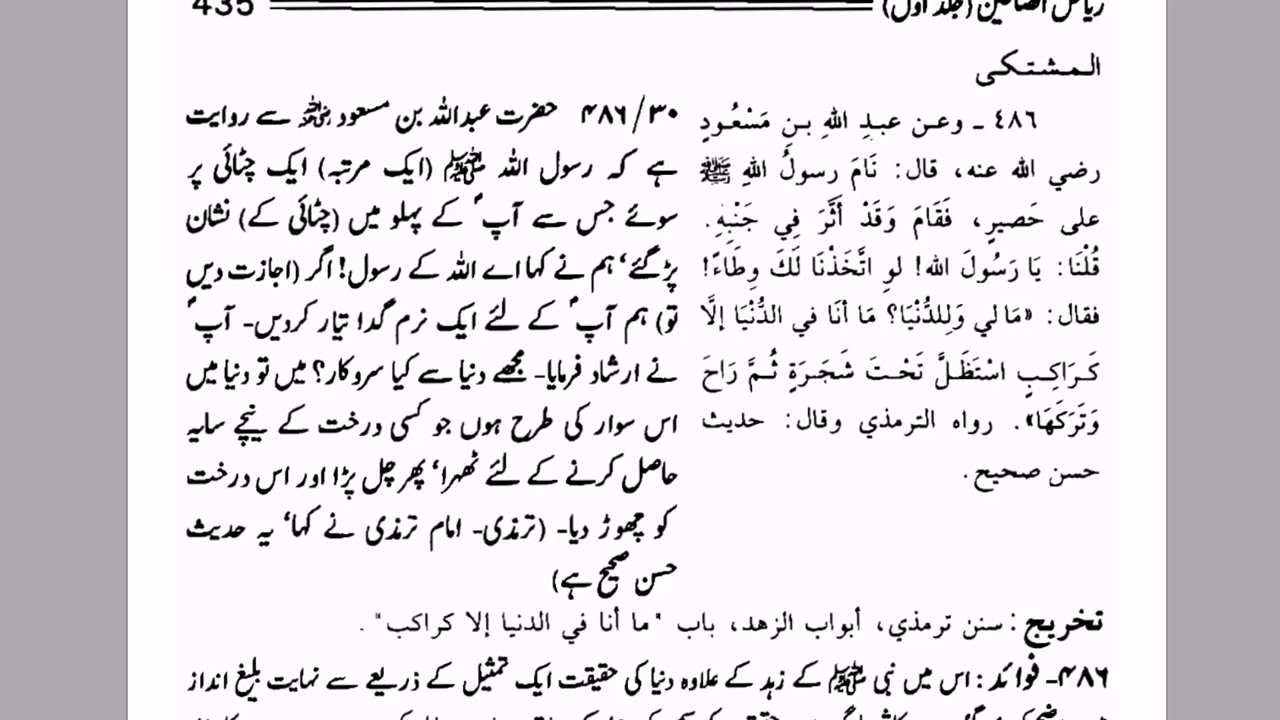 ریاض الصالحین (جلد اول) 435
المشتكى
٤٨٦ ـ وعن عبدِ اللهِ بنِ مَسْعُودٍ
رضي الله عنه، قال: نَامَ رسولُ اللهِ ﷺ
على حَصيرٍ، فَقَامَ وَقَدْ أَثَّرَ فِي جَنْبِهِ.
قُلْنَا: يَا رَسُولَ الله! لوِ اتَّخَذْنَا لَكَ وِطَاءً!
فقال: «مَا لي وَلِلدُّنْيَا؟ مَا أنَا في الدُّنْيَا إلَّا
كَرَاكِبٍ اسْتَظَلَّ تَحْتَ شَجَرَةٍ ثُمَّ رَاحَ
وَتَرَكَهَا». رواه الترمذي وقال: حديث
حسن صحيح.
۳۰/ ۴۸۶ حضرت عبداللہ بن مسعود رضی اللہ عنہ سے روایت
ہے کہ رسول اللہ ﷺ (ایک مرتبہ) ایک چٹائی پر
سوئے جس سے آپؐ کے پہلو میں (چٹائی کے) نشان
پڑ گئے، ہم نے کہا اے اللہ کے رسول! اگر (اجازت دیں
تو) ہم آپؐ کے لئے ایک نرم گدا تیار کر دیں- آپؐ
نے ارشاد فرمایا- مجھے دنیا سے کیا سروکار؟ میں تو دنیا میں
اس سوار کی طرح ہوں جو کسی درخت کے نیچے سایہ
حاصل کرنے کے لئے ٹھہرا، پھر چل پڑا اور اس درخت
کو چھوڑ دیا- (ترمذی- امام ترمذی نے کہا، یہ حدیث
حسن صحیح ہے)
تخريج: سنن ترمذي، أبواب الزهد، باب "ما أنا في الدنيا إلا كراكب".
۴۸۶- فوائد: اس میں نبی ﷺ کے زہد کے علاوہ دنیا کی حقیقت ایک تمثیل کے ذریعے سے نہایت بلیغ انداز